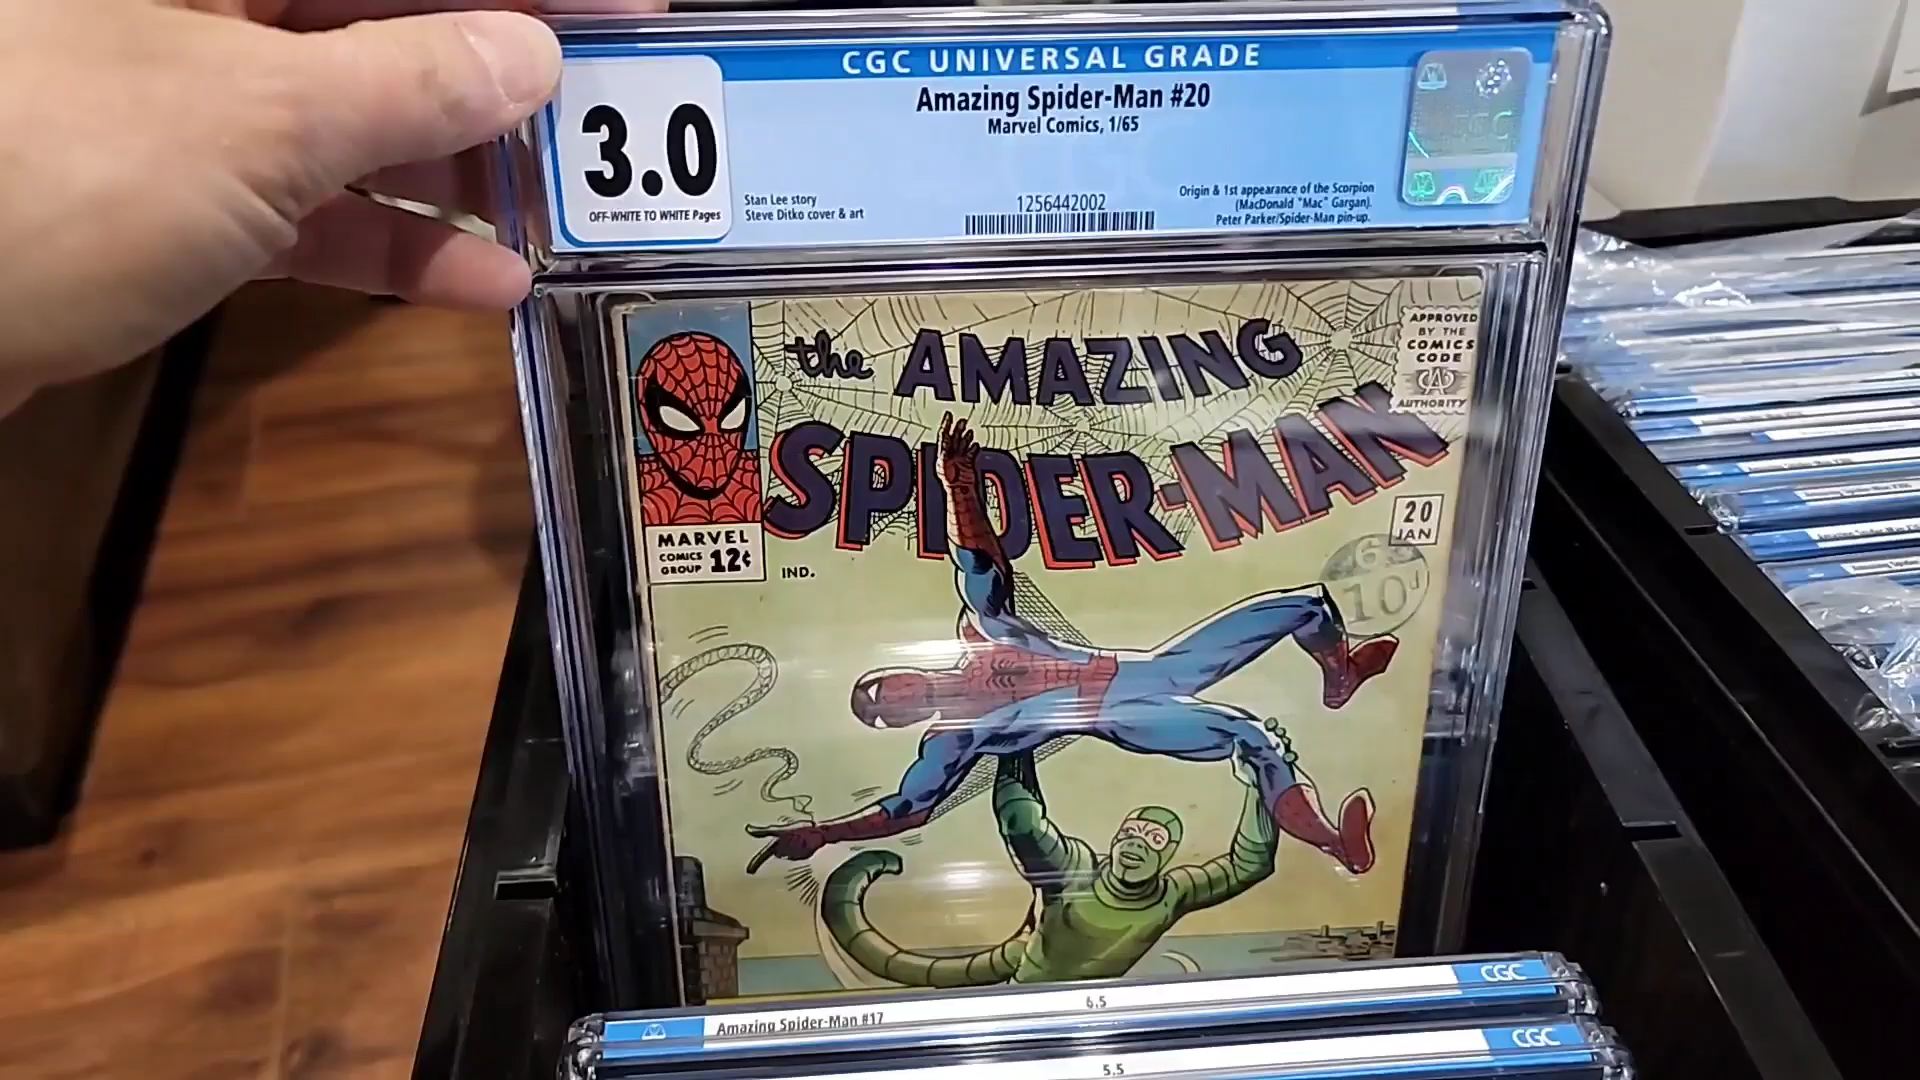 CGC UNIVERSAL GRADE
Amazing Spider-Man #20
Marvel Comics, 1/65
3.0
OFF-WHITE TO WHITE Pages
Stan Lee story
Steve Ditko cover & art
1256442002
Origin & 1st appearance of the Scorpion
(MacDonald "Mac" Gargan).
Peter Parker/Spider-Man pin-up.
CGC
the AMAZING
SPIDER-MAN
APPROVED
BY THE
COMICS
CODE
CA
AUTHORITY
MARVEL
COMICS
GROUP 12¢
IND.
20
JAN
10d
CGC
6.5
Amazing Spider-Man #17
CGC
5.5